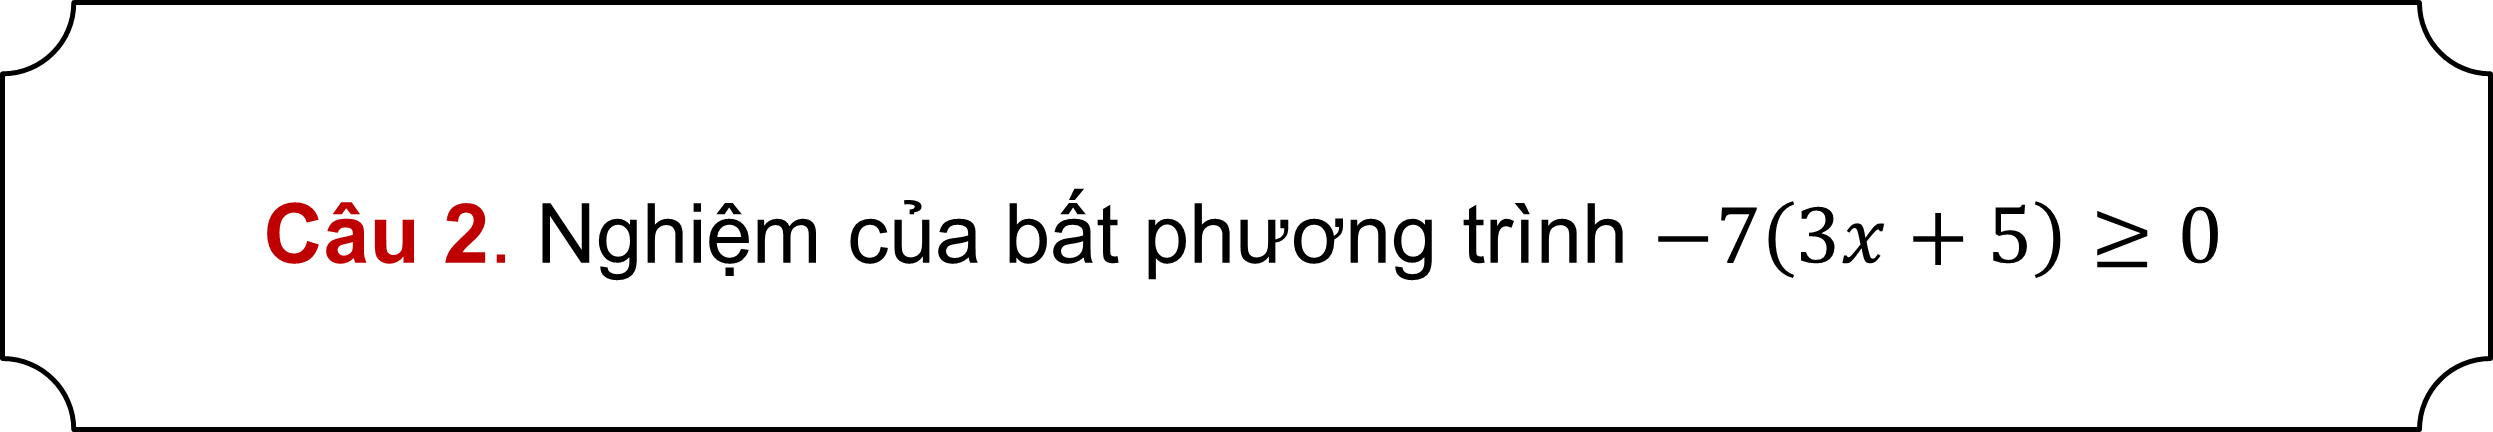 Câu 2. Nghiệm của bất phương trình −7(3x + 5) ≥ 0